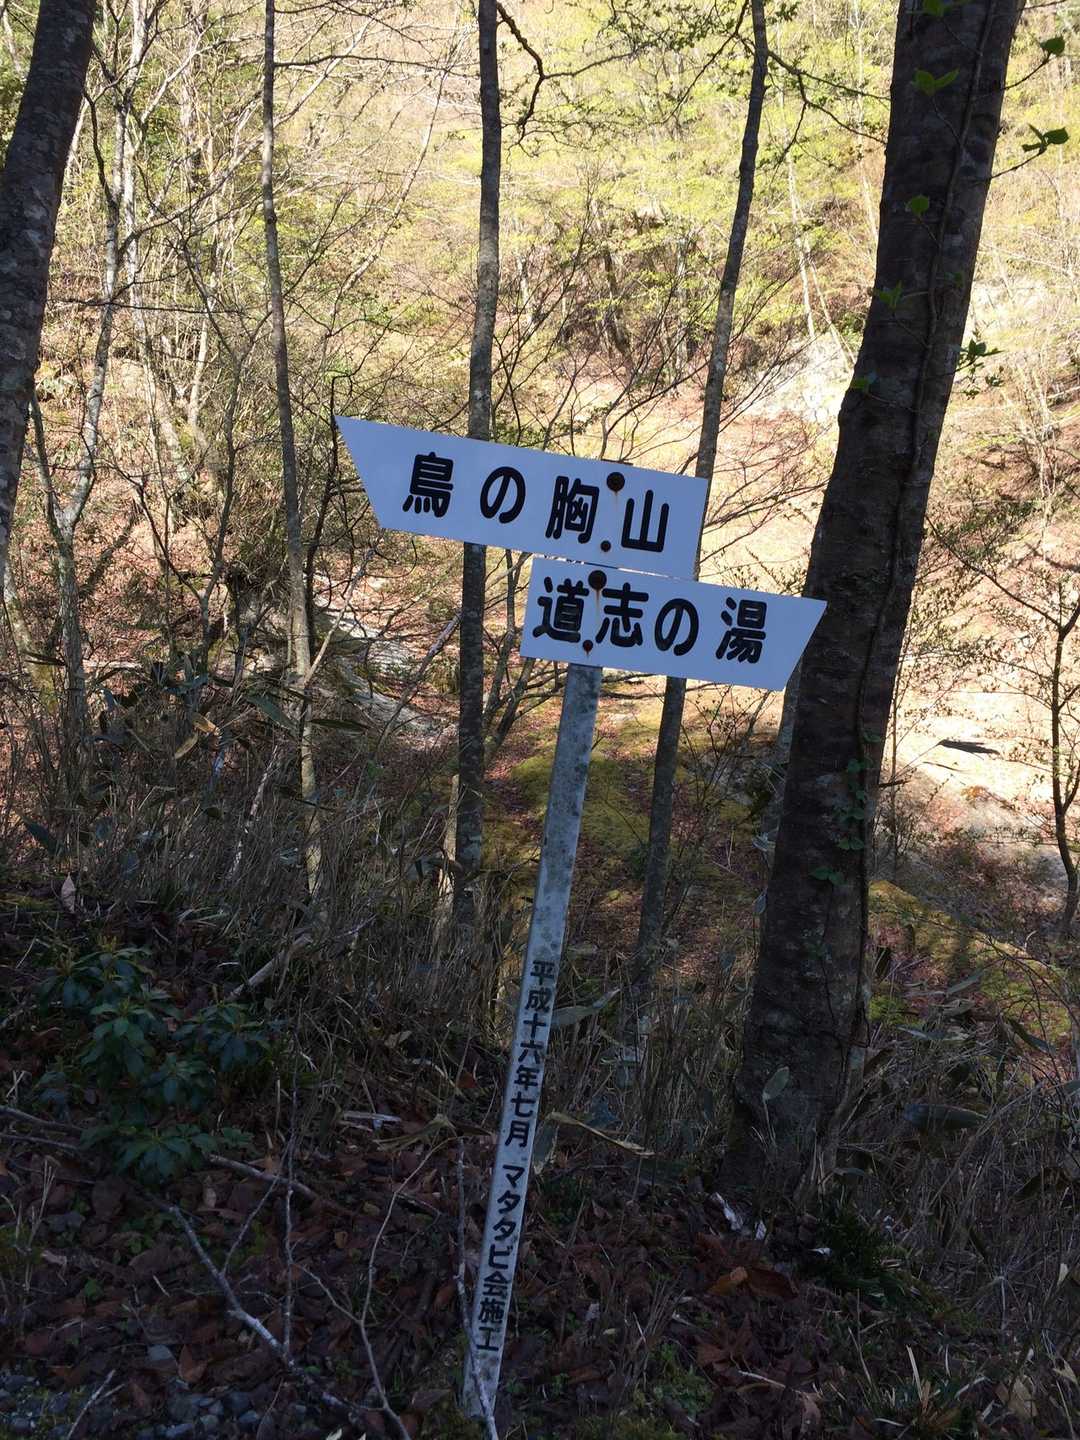 鳥の胸山
道志の湯
平成十六年七月 マタタビ会施工